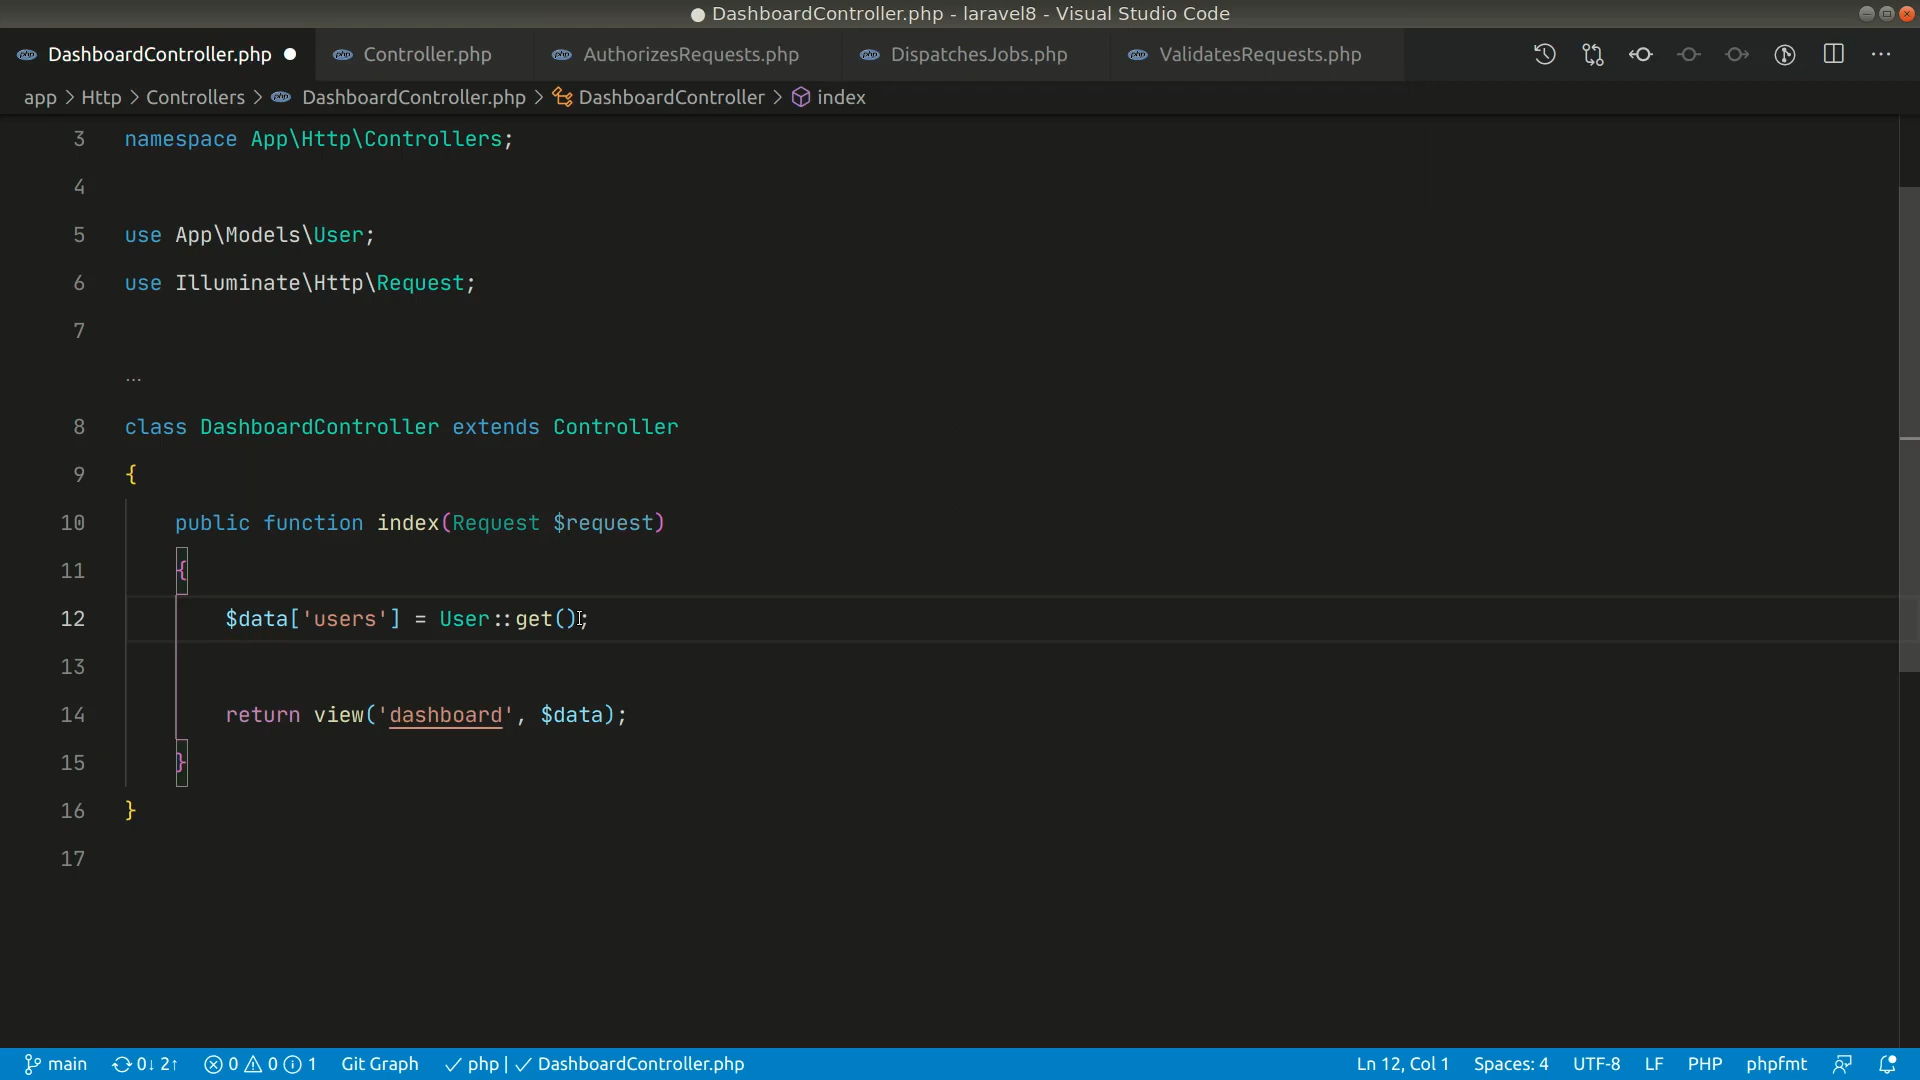 ● DashboardController.php - laravel8 - Visual Studio Code
DashboardController.php ● Controller.php AuthorizesRequests.php DispatchesJobs.php ValidatesRequests.php ···
app > Http > Controllers > DashboardController.php > DashboardController > index
3 namespace App\Http\Controllers;
4
5 use App\Models\User;
6 use Illuminate\Http\Request;
7
...
8 class DashboardController extends Controller
9 {
10 public function index(Request $request)
11 {
12 $data['users'] = User::get();
13
14 return view('dashboard', $data);
15 }
16 }
17
main 0↓ 2↑ 0 0 1 Git Graph ✓ php | ✓ DashboardController.php Ln 12, Col 1 Spaces: 4 UTF-8 LF PHP phpfmt